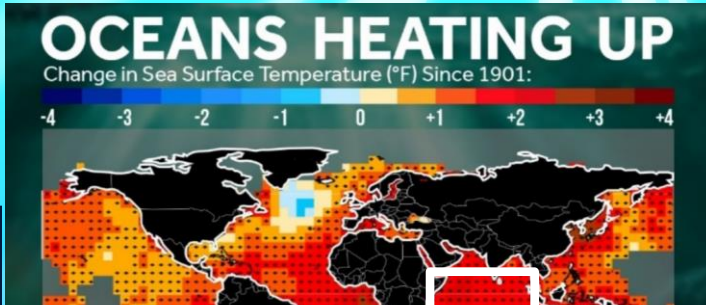 OCEANS HEATING UP
Change in Sea Surface Temperature (°F) Since 1901:
-4 -3 -2 -1 0 +1 +2 +3 +4